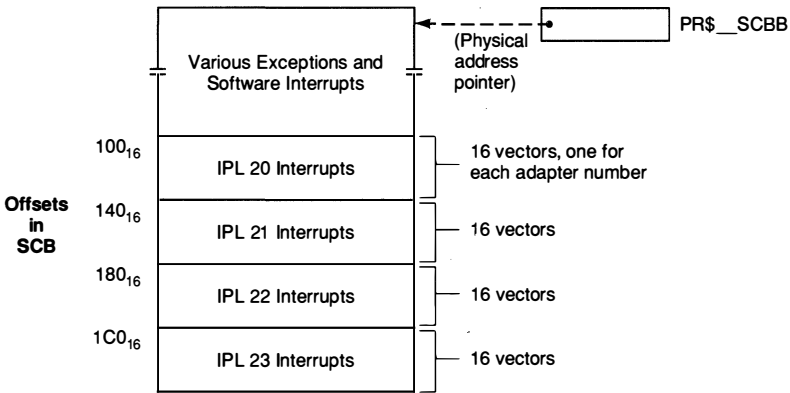 PR$__SCBB
(Physical
address
pointer)
Various Exceptions and
Software Interrupts
Offsets
in
SCB
100₁₆
IPL 20 Interrupts
16 vectors, one for
each adapter number
140₁₆
IPL 21 Interrupts
16 vectors
180₁₆
IPL 22 Interrupts
16 vectors
1C0₁₆
IPL 23 Interrupts
16 vectors